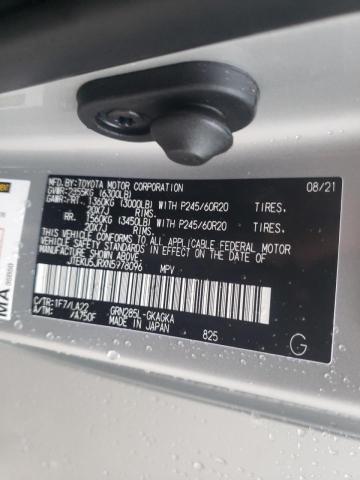 MFD. BY: TOYOTA MOTOR CORPORATION 08/21
GVWR: 2855KG (6300LB)
GAWR: FRT. 1360KG (3000LB) WITH P245/60R20 TIRES,
20X7J RIMS,
RR. 1360KG (3450LB) WITH P245/60R20 TIRES,
20X7J RIMS,
THIS VEHICLE CONFORMS TO ALL APPLICABLE FEDERAL MOTOR
VEHICLE SAFETY STANDARDS IN EFFECT ON THE DATE OF
MANUFACTURE SHOWN ABOVE.
JTEKU5JRXN5978096 MPV
C/TR: 1F7/LA22 GRN285L-GKAGKA
A/TM: /A750F MADE IN JAPAN 825
G
MA